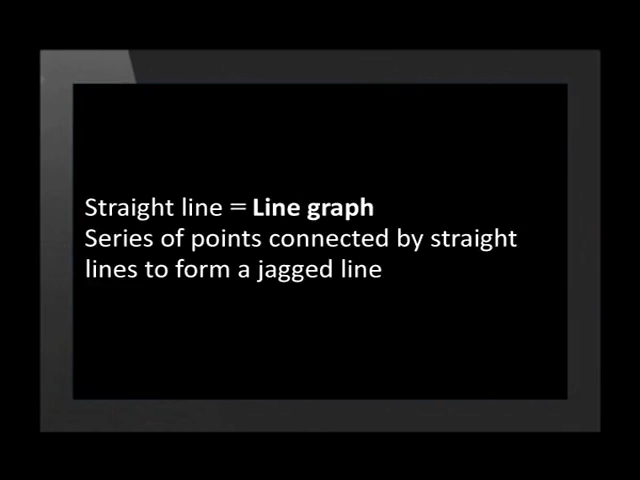 Straight line = Line graph
Series of points connected by straight
lines to form a jagged line